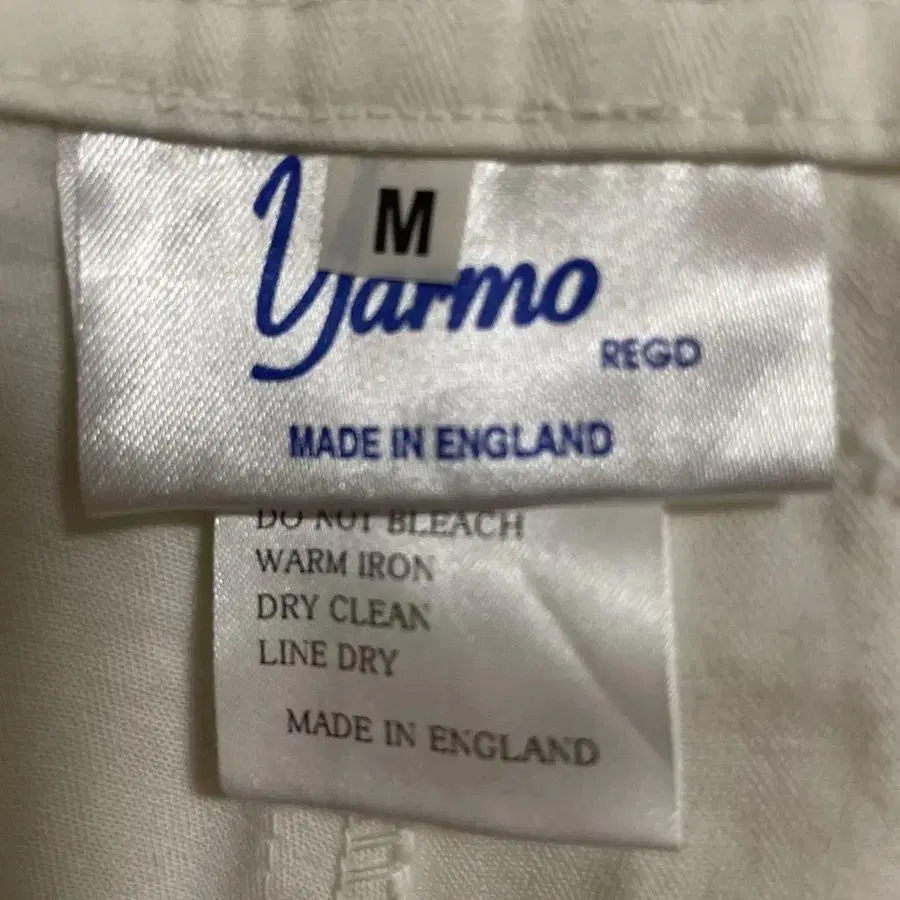 M
Yarmo
REGD
MADE IN ENGLAND
DO NOT BLEACH
WARM IRON
DRY CLEAN
LINE DRY
MADE IN ENGLAND